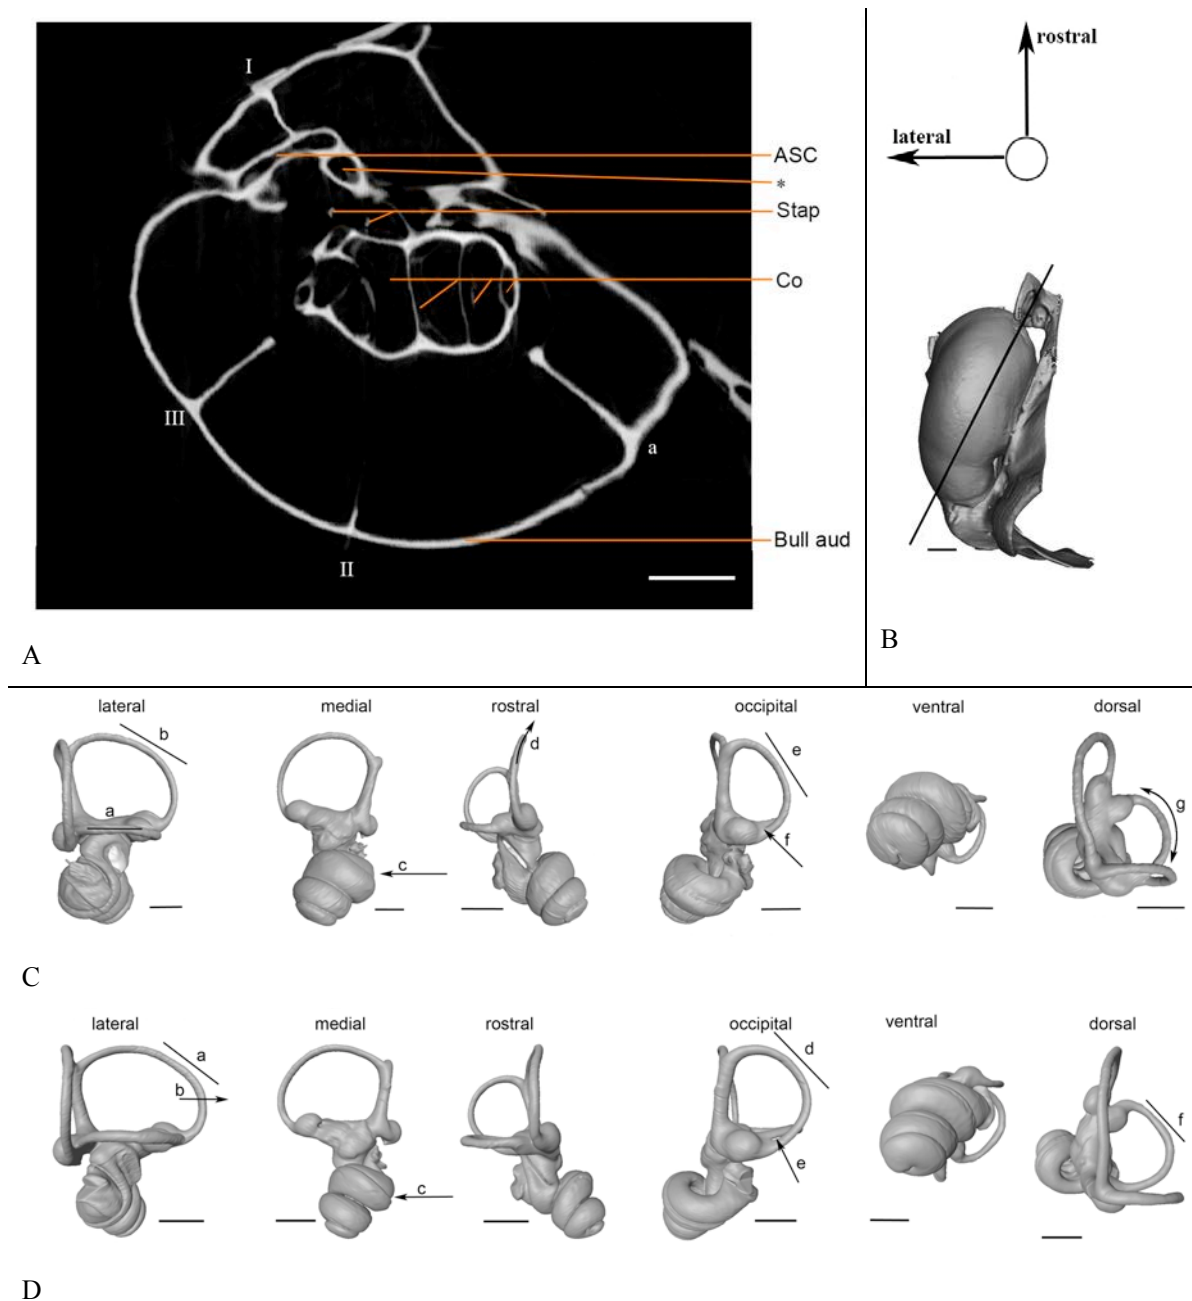 I
ASC
*
Stap
Co
III
a
II
Bull aud
A
rostral
lateral
B
lateral medial rostral occipital ventral dorsal
b
a
c
d
e
f
g
C
lateral medial rostral occipital ventral dorsal
a
b
c
d
e
f
D